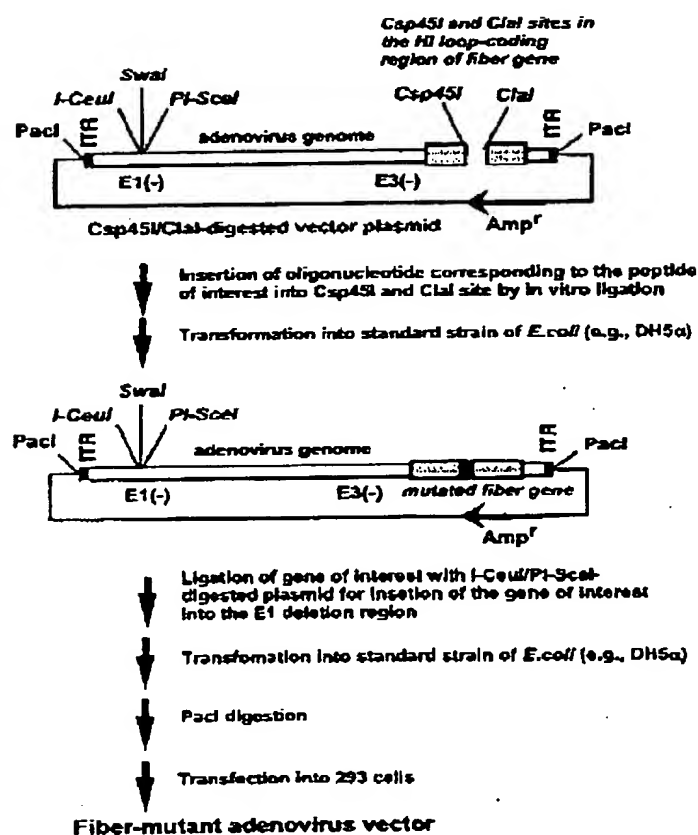 Csp45I and ClaI sites in
the HI loop-coding
region of fiber gene
SwaI
I-CeuI PI-SceI
Csp45I ClaI
PacI ITR adenovirus genome ITR PacI
E1(-) E3(-)
Csp45I/ClaI-digested vector plasmid Ampr
Insertion of oligonucleotide corresponding to the peptide
of interest into Csp45I and ClaI site by in vitro ligation
Transformation into standard strain of E.coli (e.g., DH5α)
SwaI
I-CeuI PI-SceI
PacI ITR adenovirus genome ITR PacI
E1(-) E3(-) mutated fiber gene
Ampr
Ligation of gene of interest with I-CeuI/PI-SceI-
digested plasmid for insetion of the gene of interest
into the E1 deletion region
Transfomation into standard strain of E.coli (e.g., DH5α)
PacI digestion
Transfection into 293 cells
Fiber-mutant adenovirus vector